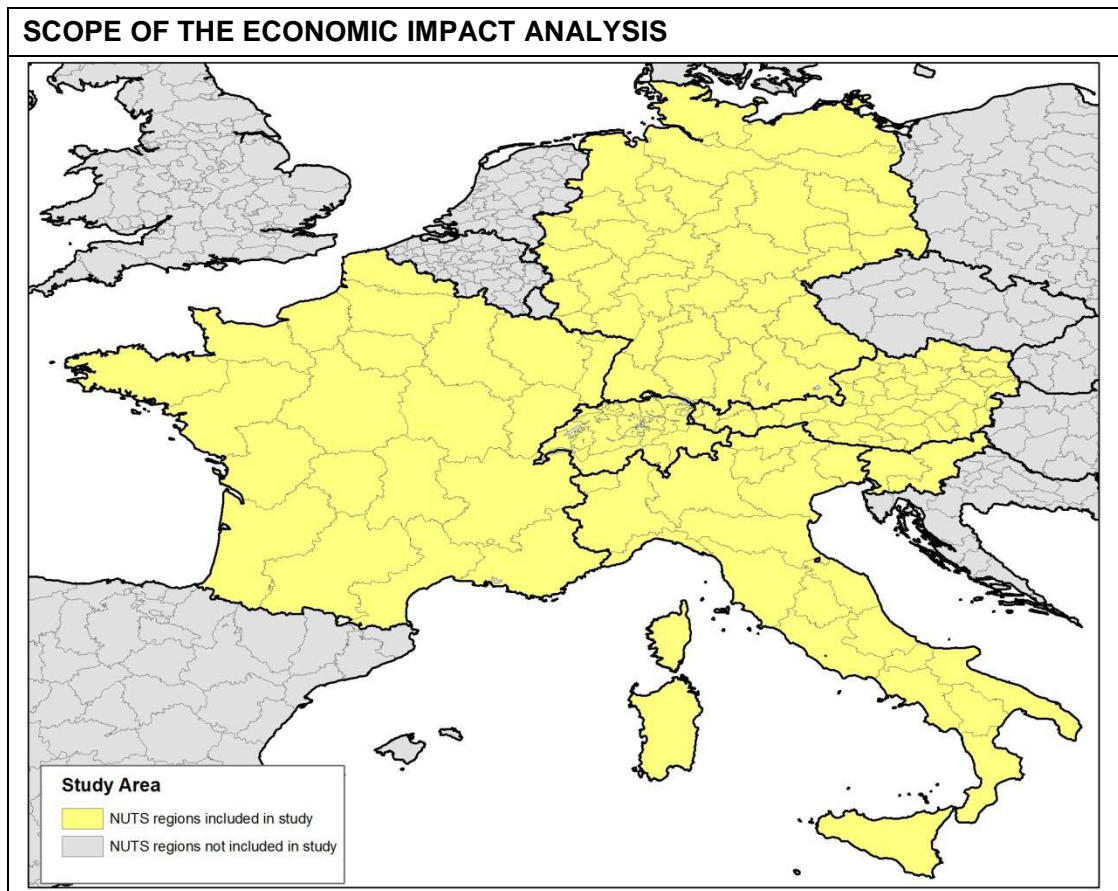 SCOPE OF THE ECONOMIC IMPACT ANALYSIS
Study Area
NUTS regions included in study
NUTS regions not included in study